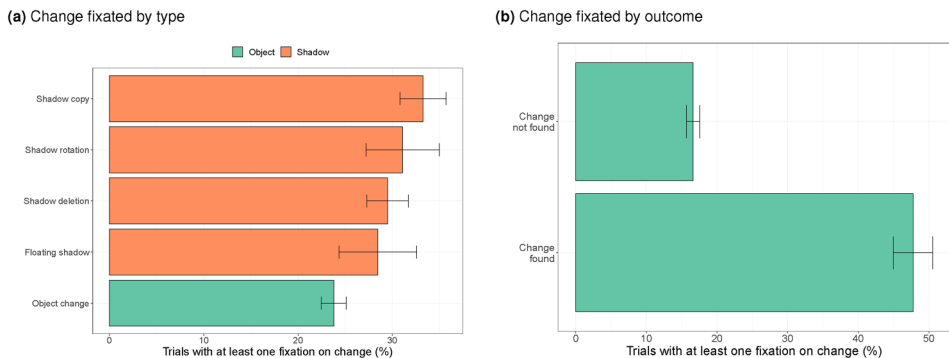 (a) Change fixated by type
Object Shadow
Shadow copy
Shadow rotation
Shadow deletion
Floating shadow
Object change
0 10 20 30
Trials with at least one fixation on change (%)
(b) Change fixated by outcome
Change
not found
Change
found
0 10 20 30 40 50
Trials with at least one fixation on change (%)